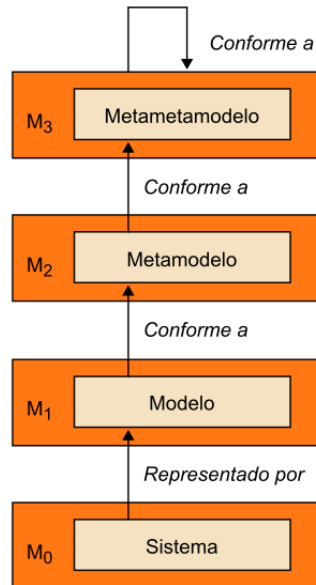 Conforme a
M3
Metametamodelo
Conforme a
M2
Metamodelo
Conforme a
M1
Modelo
Representado por
M0
Sistema